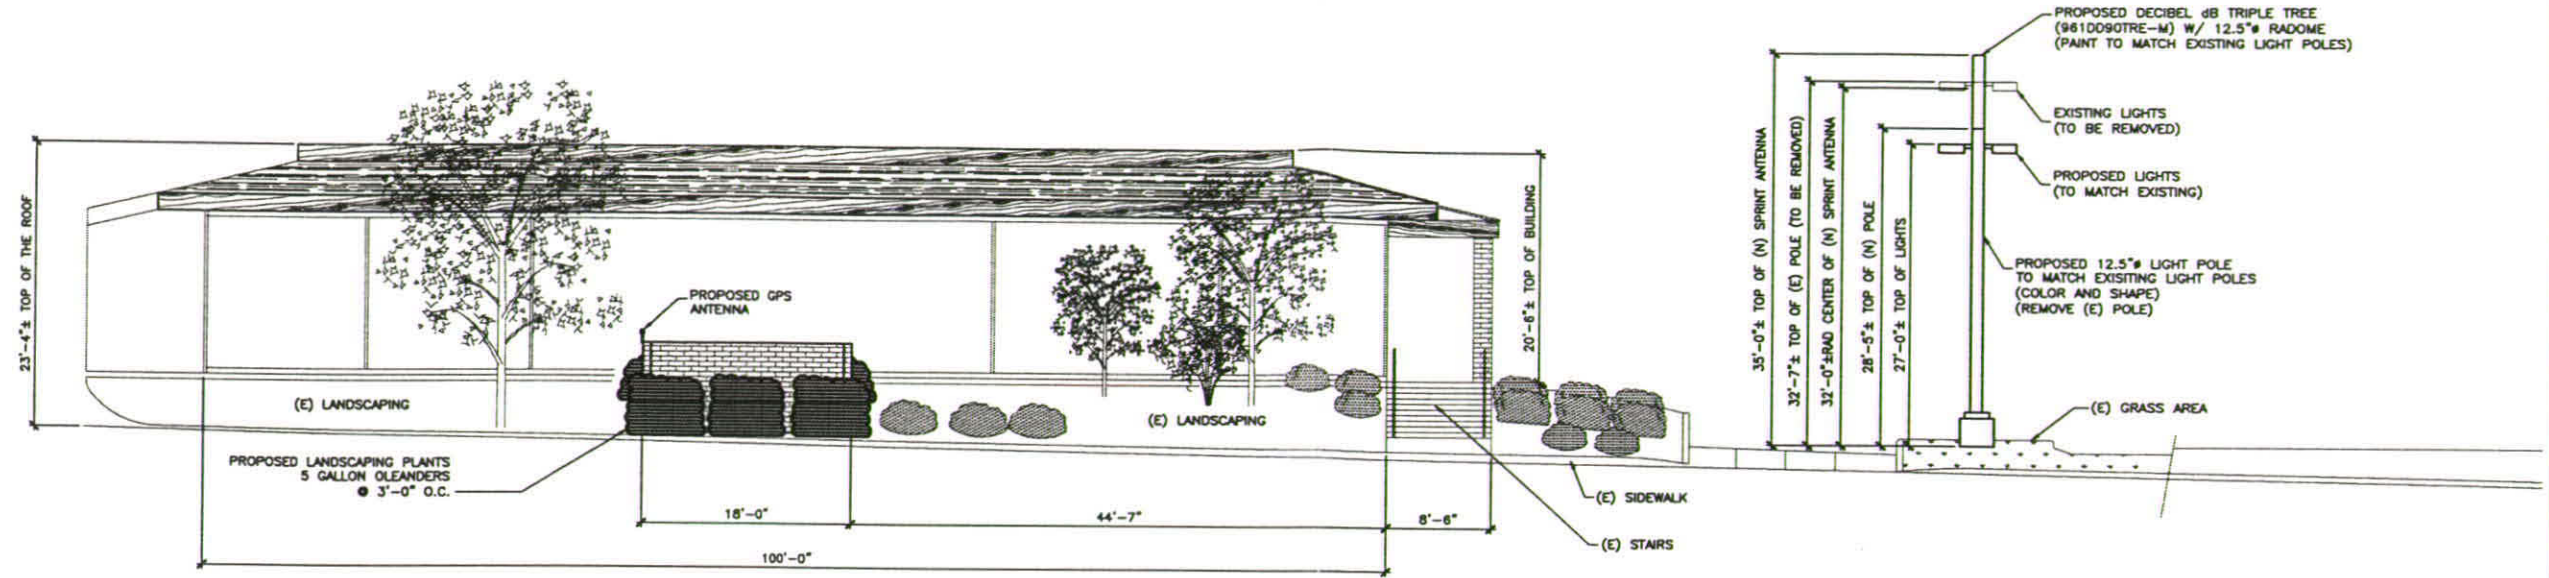 PROPOSED DECIBEL dB TRIPLE TREE
(961DD90TRE-M) W/ 12.5"ø RADOME
(PAINT TO MATCH EXISTING LIGHT POLES)
EXISTING LIGHTS
(TO BE REMOVED)
PROPOSED LIGHTS
(TO MATCH EXISTING)
PROPOSED 12.5"ø LIGHT POLE
TO MATCH EXISITING LIGHT POLES
(COLOR AND SHAPE)
(REMOVE (E) POLE)
(E) GRASS AREA
35'-0"± TOP OF (N) SPRINT ANTENNA
32'-7"± TOP OF (E) POLE (TO BE REMOVED)
32'-0"±RAD CENTER OF (N) SPRINT ANTENNA
28'-5"± TOP OF (N) POLE
27'-0"± TOP OF LIGHTS
23'-4"± TOP OF THE ROOF
20'-6"± TOP OF BUILDING
PROPOSED GPS
ANTENNA
(E) LANDSCAPING
(E) LANDSCAPING
PROPOSED LANDSCAPING PLANTS
5 GALLON OLEANDERS
@ 3'-0" O.C.
18'-0"
44'-7"
8'-6"
100'-0"
(E) SIDEWALK
(E) STAIRS